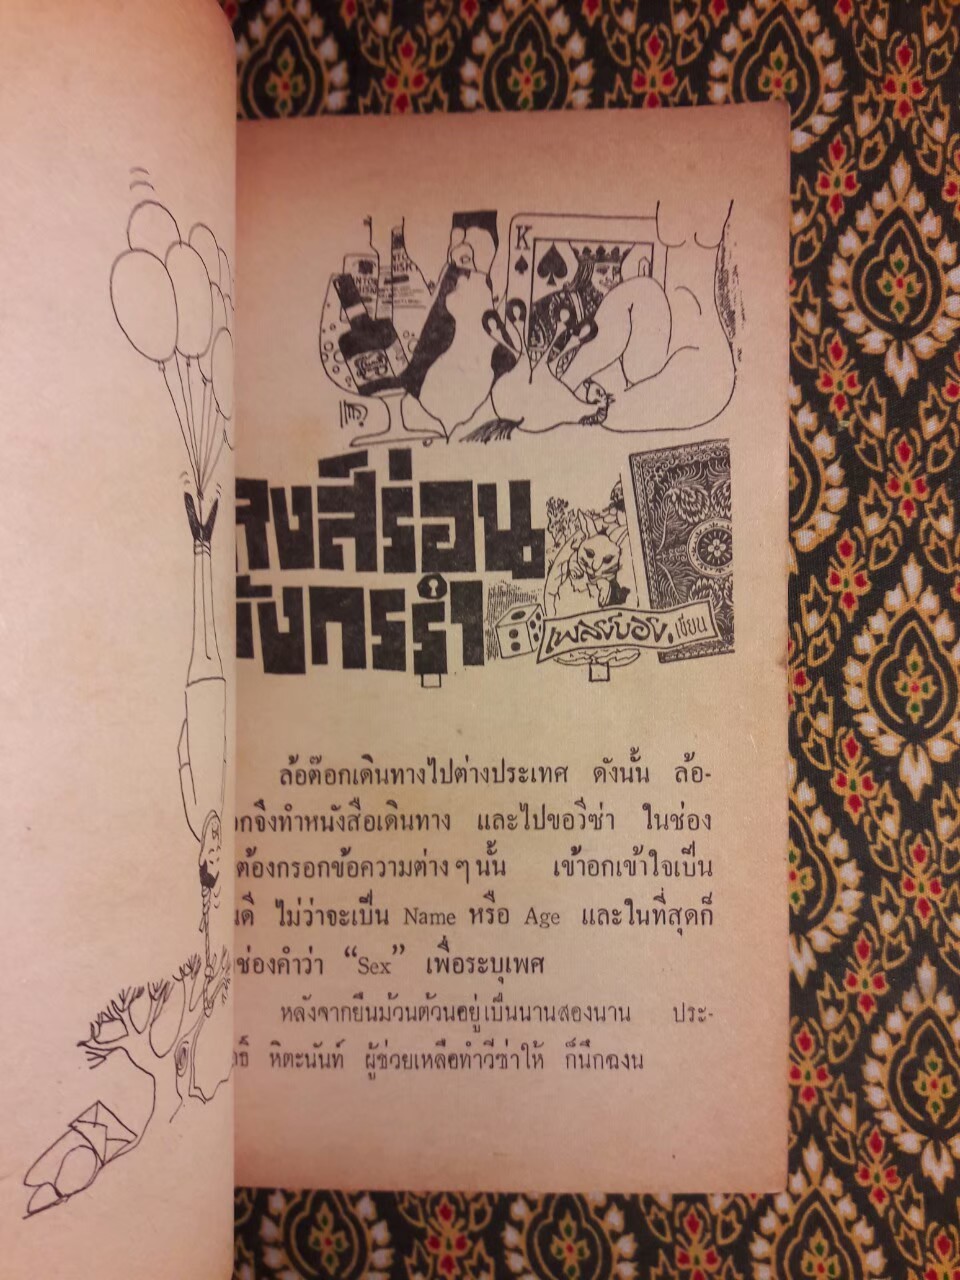 K
สงสีร่อน
ังกรรำ
เพลย์บอย, เขียน
ล้อต๊อกเดินทางไปต่างประเทศ ดังนั้น ล้อ-
อกจึงทำหนังสือเดินทาง และไปขอวีซ่า ในช่อง
ต้องกรอกข้อความต่าง ๆ นั้น เข้าอกเข้าใจเป็น
มดี ไม่ว่าจะเป็น Name หรือ Age และในที่สุดก็
ช่องคำว่า “Sex” เพื่อระบุเพศ
หลังจากยืนม้วนต้วนอยู่เป็นนานสองนาน ประ-
ธิ์ หิตะนันท์ ผู้ช่วยเหลือทำวีซ่าให้ ก็นึกฉงน